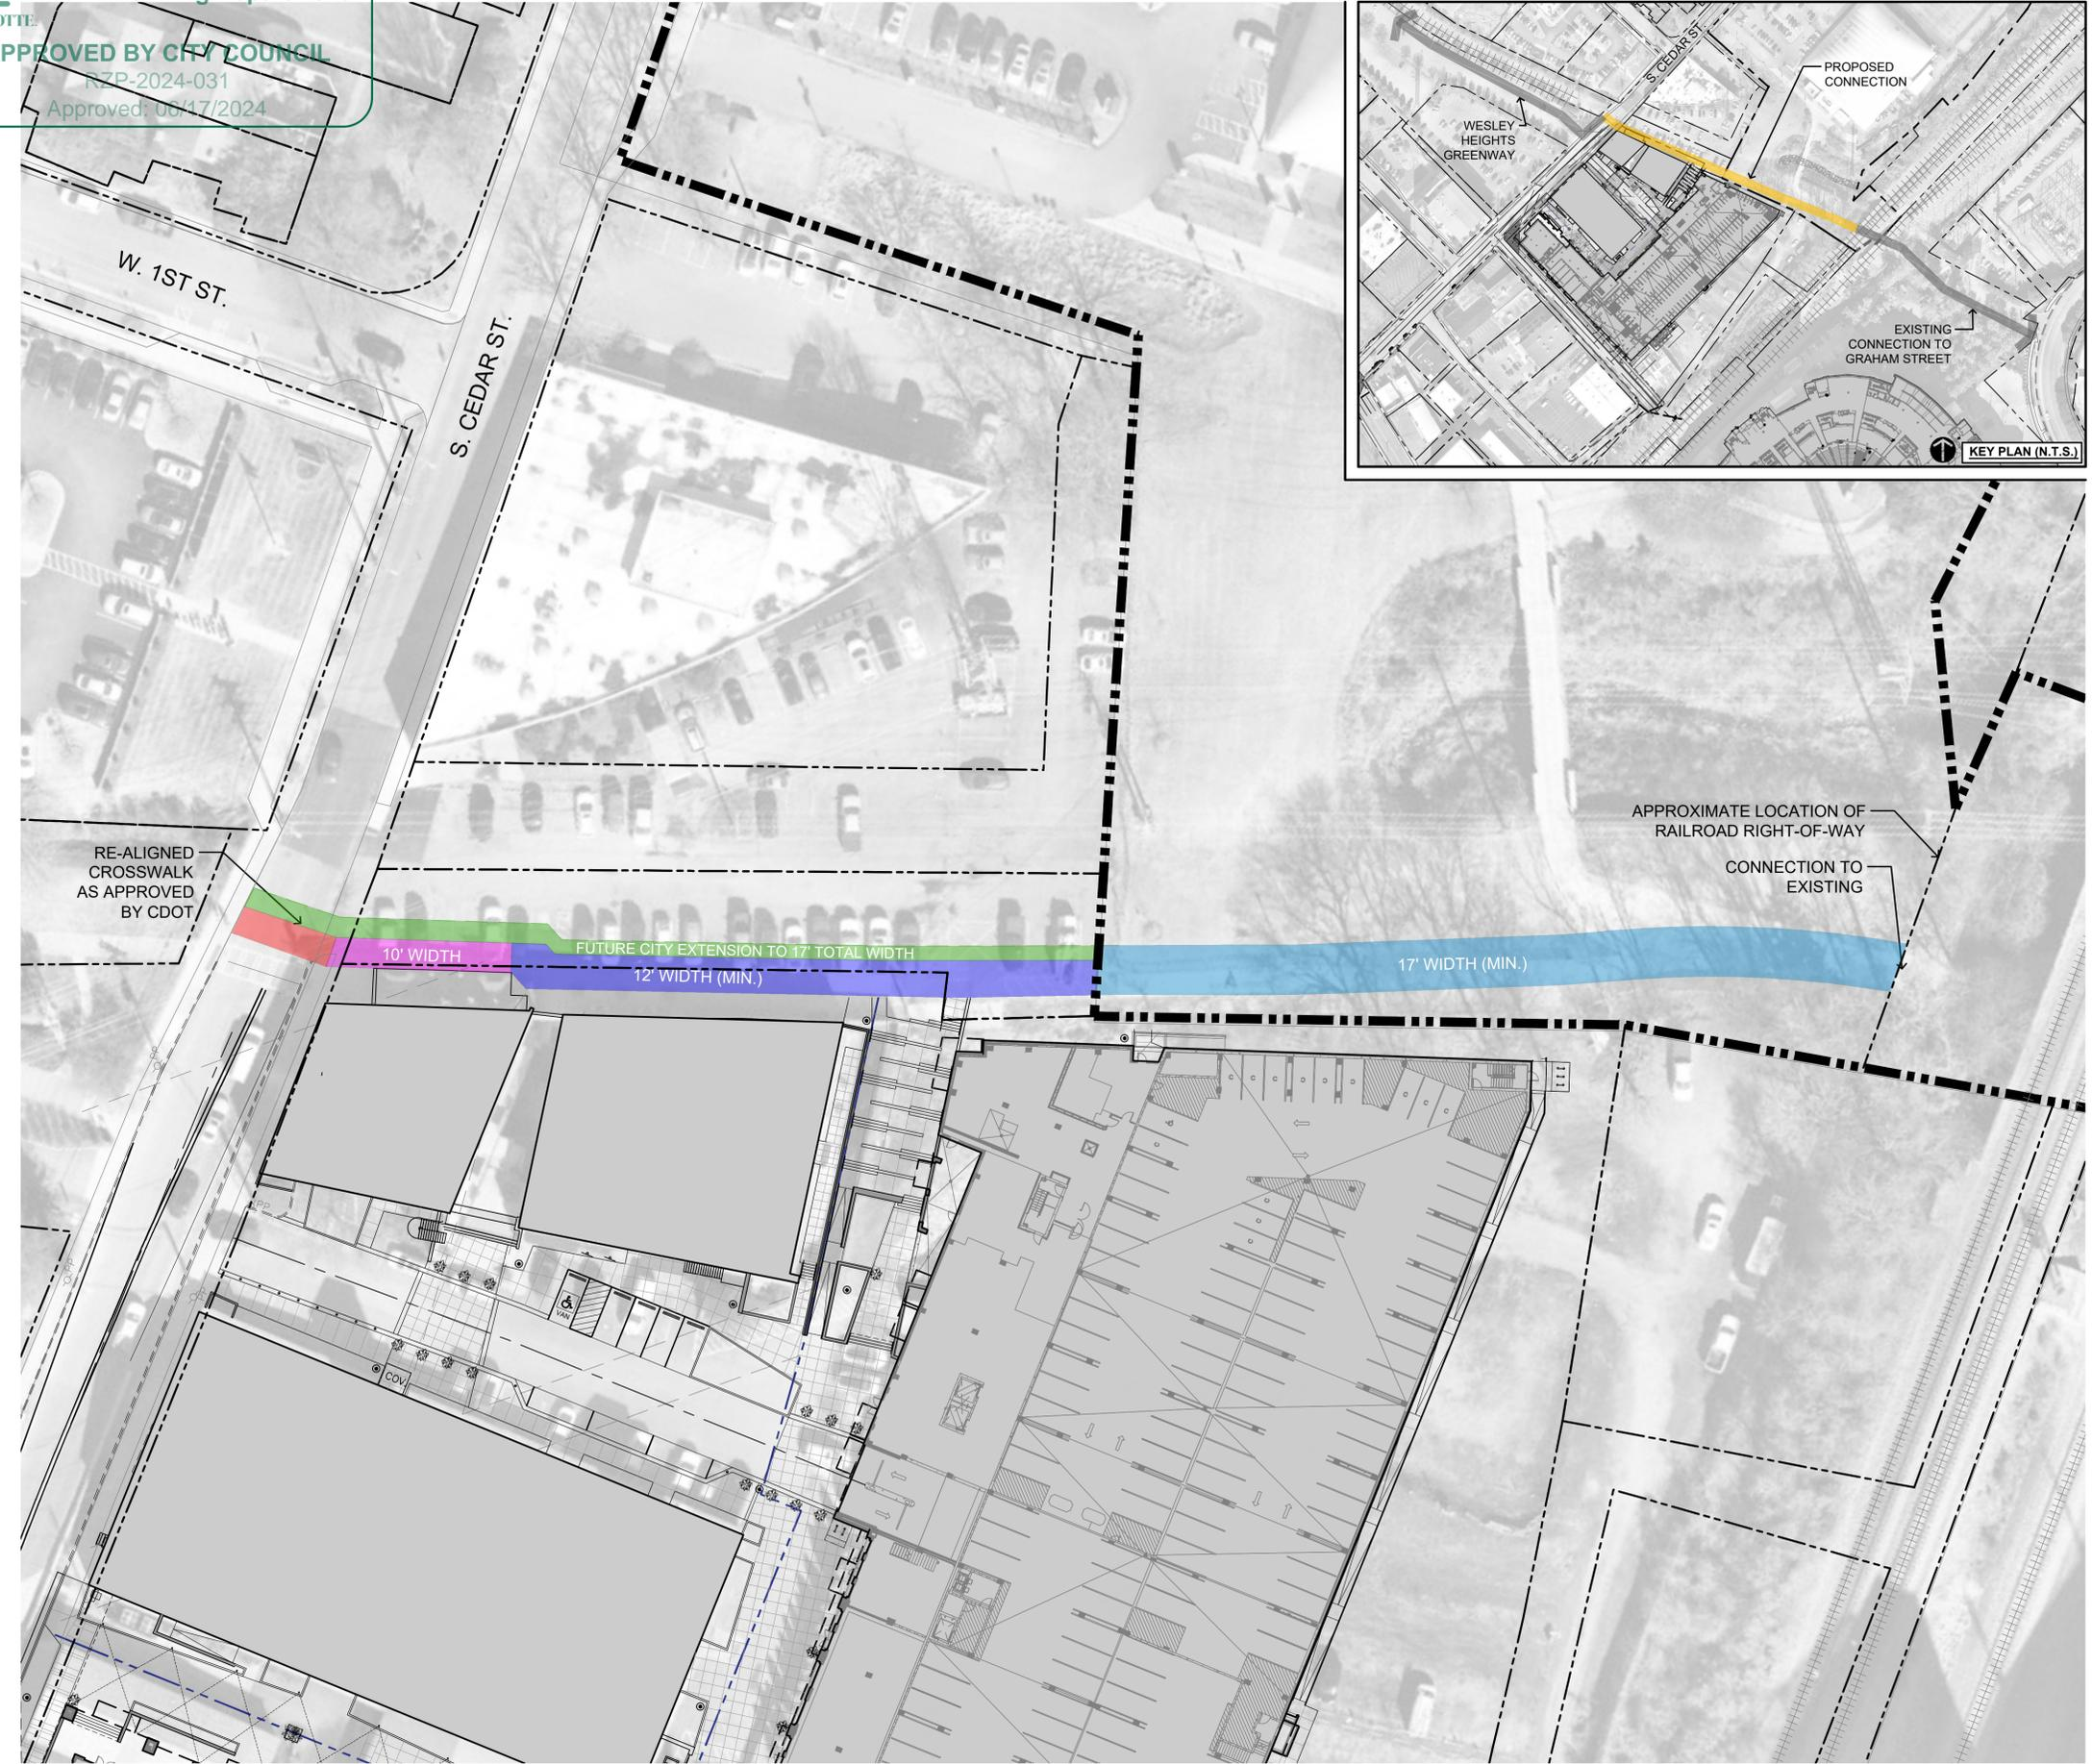 OTTE
APPROVED BY CITY COUNCIL
RZP-2024-031
Approved: 06/17/2024
W. 1ST ST.
S. CEDAR ST.
S. CEDAR ST.
PROPOSED
CONNECTION
WESLEY
HEIGHTS
GREENWAY
EXISTING
CONNECTION TO
GRAHAM STREET
KEY PLAN (N.T.S.)
APPROXIMATE LOCATION OF
RAILROAD RIGHT-OF-WAY
CONNECTION TO
EXISTING
RE-ALIGNED
CROSSWALK
AS APPROVED
BY CDOT
FUTURE CITY EXTENSION TO 17' TOTAL WIDTH
10' WIDTH
12' WIDTH (MIN.)
17' WIDTH (MIN.)
VAN
COV.